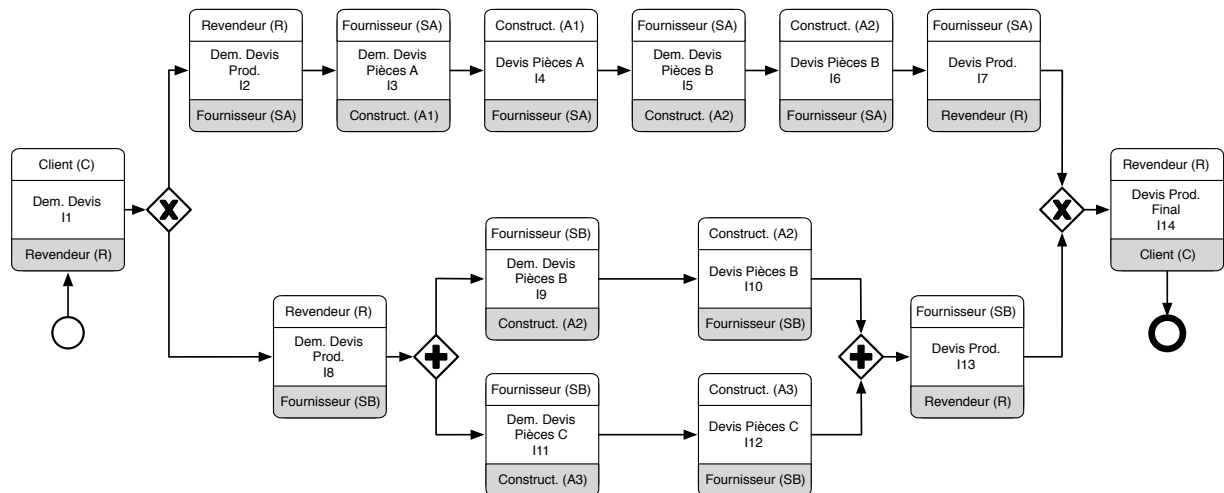 Revendeur (R)
Dem. Devis
Prod.
I2
Fournisseur (SA)
Fournisseur (SA)
Dem. Devis
Pièces A
I3
Construct. (A1)
Construct. (A1)
Devis Pièces A
I4
Fournisseur (SA)
Fournisseur (SA)
Dem. Devis
Pièces B
I5
Construct. (A2)
Construct. (A2)
Devis Pièces B
I6
Fournisseur (SA)
Fournisseur (SA)
Devis Prod.
I7
Revendeur (R)
Client (C)
Dem. Devis
I1
Revendeur (R)
Revendeur (R)
Devis Prod.
Final
I14
Client (C)
Revendeur (R)
Dem. Devis
Prod.
I8
Fournisseur (SB)
Fournisseur (SB)
Dem. Devis
Pièces B
I9
Construct. (A2)
Construct. (A2)
Devis Pièces B
I10
Fournisseur (SB)
Fournisseur (SB)
Dem. Devis
Pièces C
I11
Construct. (A3)
Construct. (A3)
Devis Pièces C
I12
Fournisseur (SB)
Fournisseur (SB)
Devis Prod.
I13
Revendeur (R)